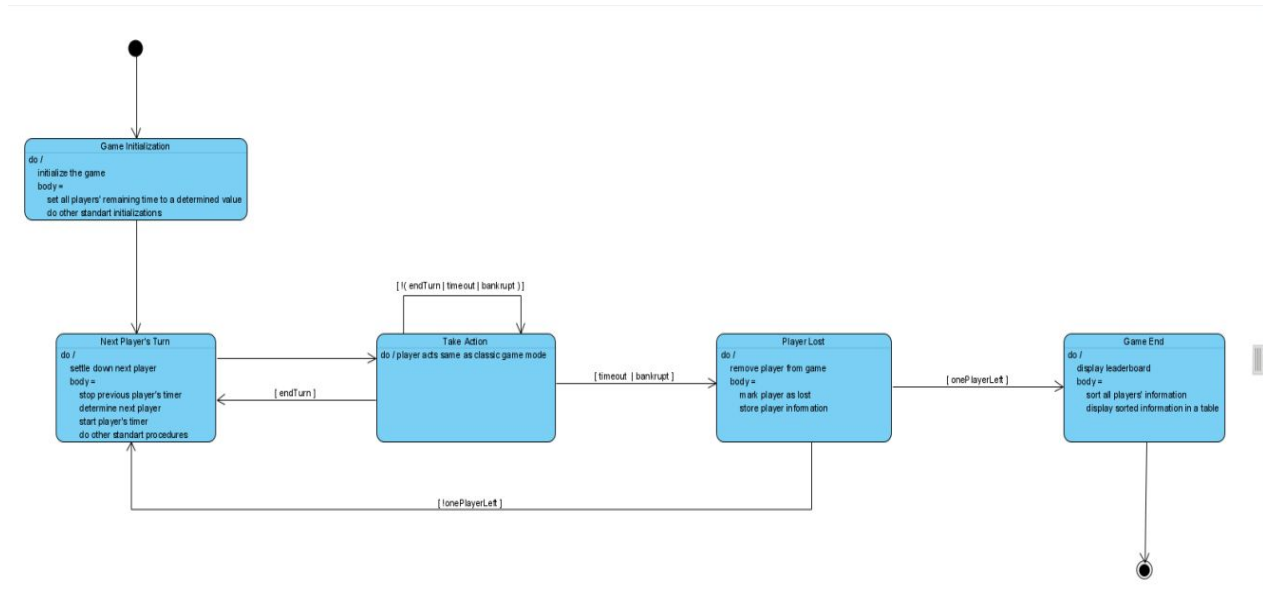 Game Initialization
do /
initialize the game
body =
set all players' remaining time to a determined value
do other standart initializations
[ !( endTurn | timeout | bankrupt ) ]
Next Player's Turn
do /
settle down next player
body =
stop previous player's timer
determine next player
start player's timer
do other standart procedures
[ endTurn ]
Take Action
do / player acts same as classic game mode
[ timeout | bankrupt ]
Player Lost
do /
remove player from game
body =
mark player as lost
store player information
[ onePlayerLeft ]
Game End
do /
display leaderboard
body =
sort all players' information
display sorted information in a table
[ !onePlayerLeft ]